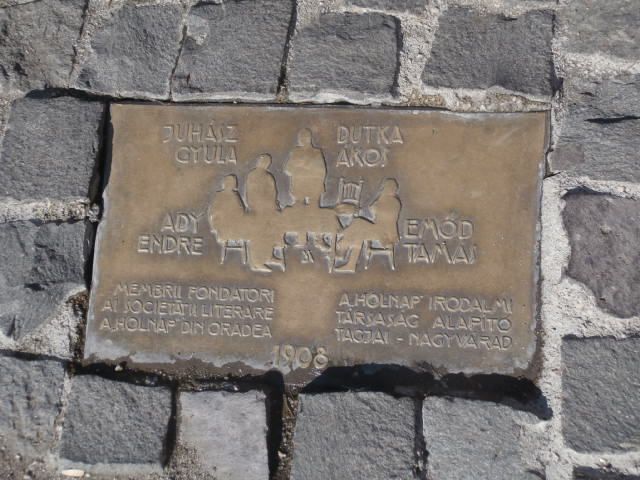 JUHÁSZ
GYULA
DUTKA
ÁKOS
ADY
ENDRE
EMŐD
TAMÁS
MEMBRII FONDATORI
AI SOCIETĂȚII LITERARE
A HOLNAP DIN ORADEA
A„HOLNAP" IRODALMI
TÁRSASÁG ALAPÍTÓ
TAGJAI - NAGYVÁRAD
1908